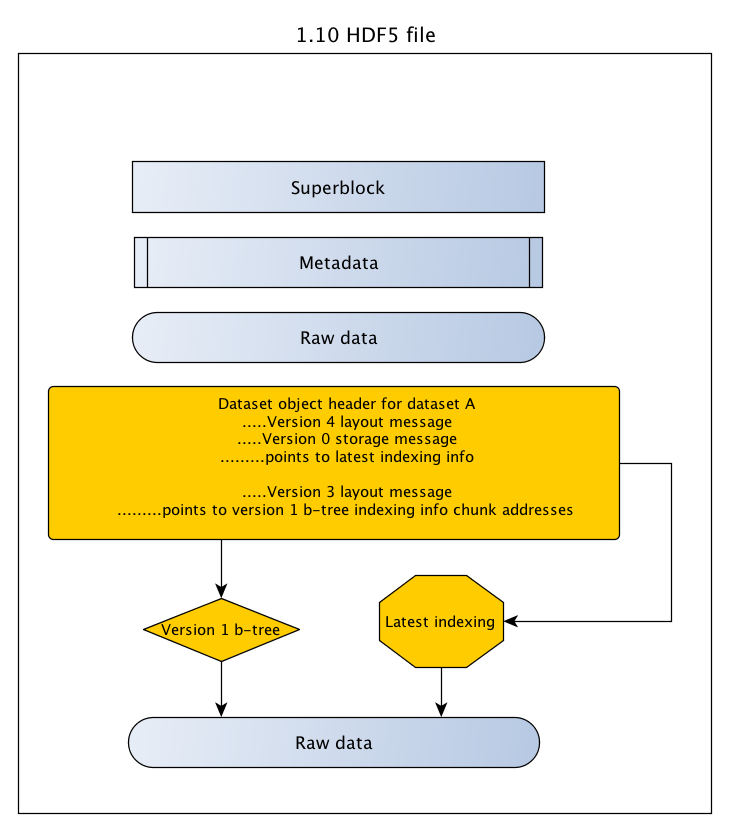 1.10 HDF5 file
Superblock
Metadata
Raw data
Dataset object header for dataset A
.....Version 4 layout message
.....Version 0 storage message
.........points to latest indexing info
.....Version 3 layout message
.........points to version 1 b-tree indexing info chunk addresses
Version 1 b-tree
Latest indexing
Raw data